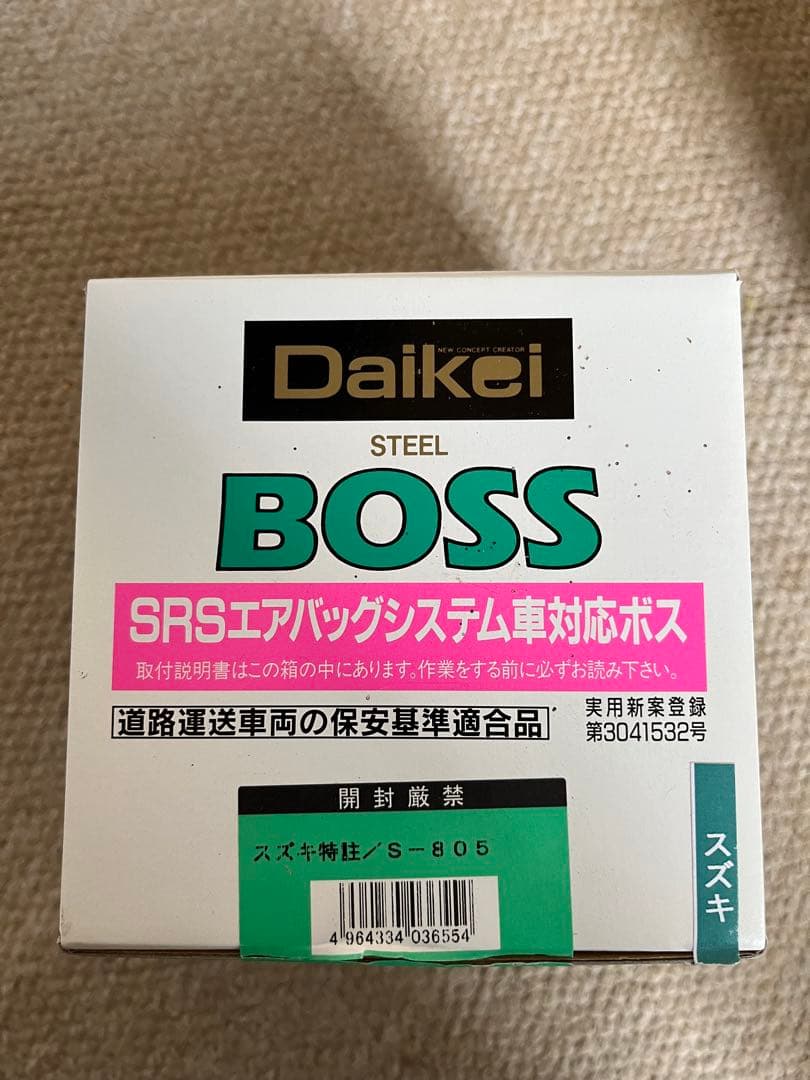 Daikei
NEW CONCEPT CREATOR
STEEL
BOSS
SRSエアバッグシステム車対応ボス
取付説明書はこの箱の中にあります。作業をする前に必ずお読み下さい。
道路運送車両の保安基準適合品
実用新案登録
第3041532号
開封厳禁
スズキ特註/S-805
4 964334 036554
スズキ